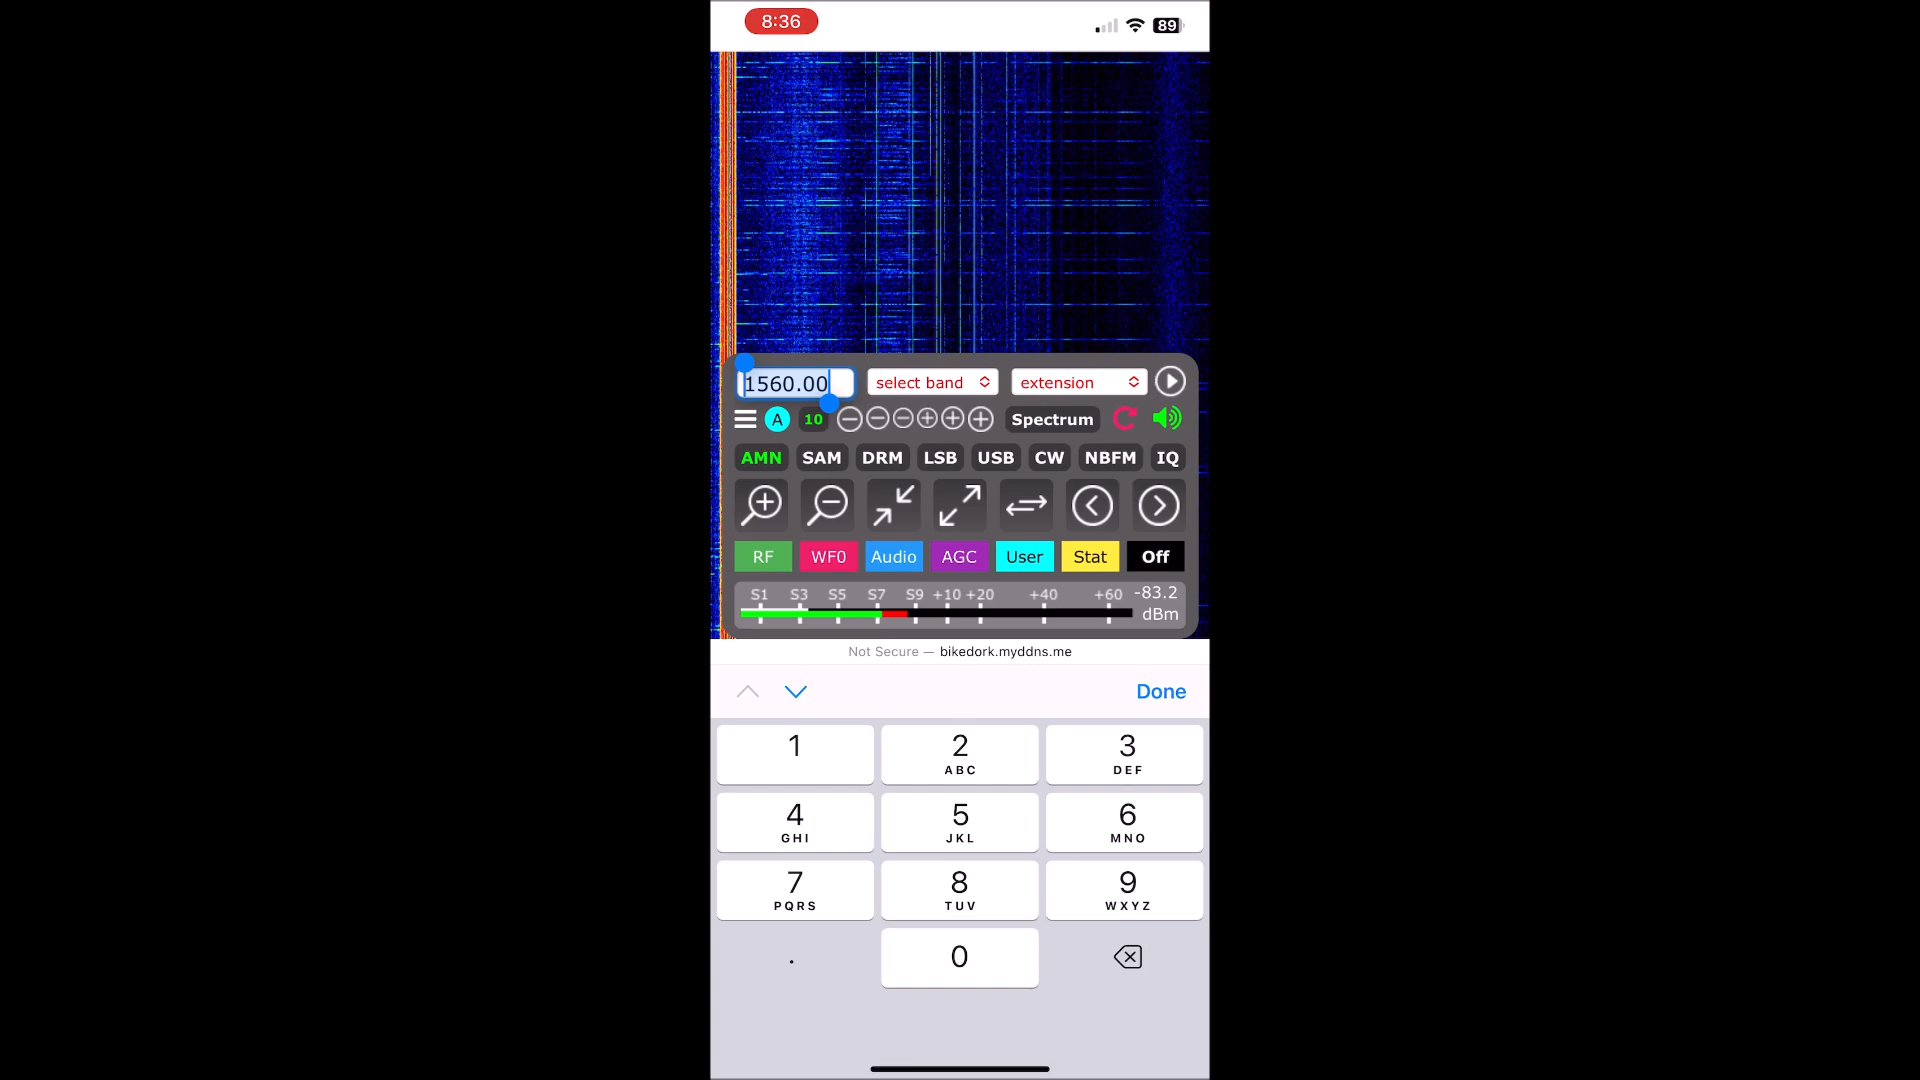 8:36
89
1560.00 select band extension
A 10 Spectrum
AMN SAM DRM LSB USB CW NBFM IQ
RF WF0 Audio AGC User Stat Off
S1 S3 S5 S7 S9 +10 +20 +40 +60 -83.2
dBm
Not Secure — bikedork.myddns.me
Done
1 2 3
ABC DEF
4 5 6
GHI JKL MNO
7 8 9
PQRS TUV WXYZ
. 0